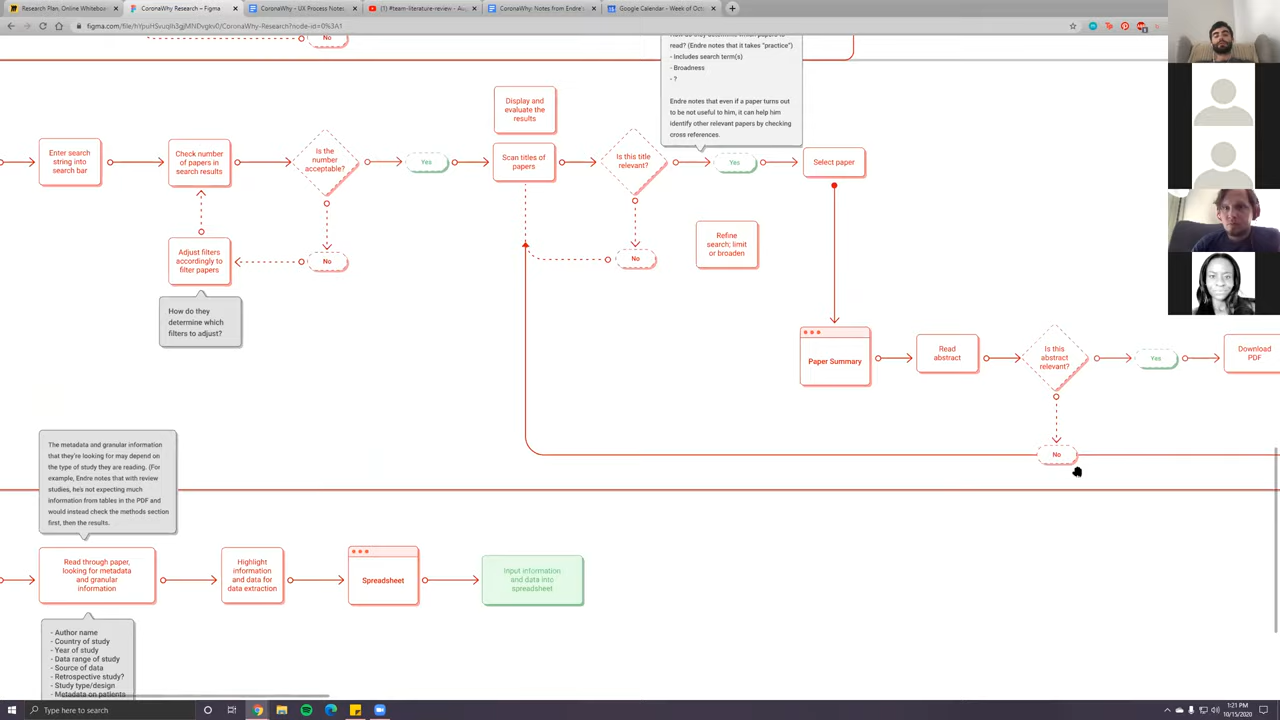 Research Plan, Online Whiteboard
CoronaWhy Research – Figma
CoronaWhy - UX Process Notes
#team-literature-review - Au
CoronaWhy: Notes from Endre's
Google Calendar - Week of Oct
No
read? (Endre notes that it takes "practice")
- Includes search term(s)
- Broadness
- ?
Endre notes that even if a paper turns out
to be not useful to him, it can help him
identify other relevant papers by checking
cross references.
Display and
evaluate the
results
Enter search
string into
search bar
Check number
of papers in
search results
Is the
number
acceptable?
Yes
Scan titles of
papers
Is this title
relevant?
Yes
Select paper
Adjust filters
accordingly to
filter papers
No
No
Refine
search; limit
or broaden
How do they
determine which
filters to adjust?
Paper Summary
Read
abstract
Is this
abstract
relevant?
Yes
Download
PDF
No
The metadata and granular information
that they're looking for may depend on
the type of study they are reading. (For
example, Endre notes that with review
studies, he's not expecting much
information from tables in the PDF and
would instead check the methods section
first, then the results.
Read through paper,
looking for metadata
and granular
information
Highlight
information
and data for
data extraction
Spreadsheet
Input information
and data into
spreadsheet
- Author name
- Country of study
- Year of study
- Data range of study
- Source of data
- Retrospective study?
- Study type/design
- Metadata on patients
Type here to search
1:21 PM
10/15/2020